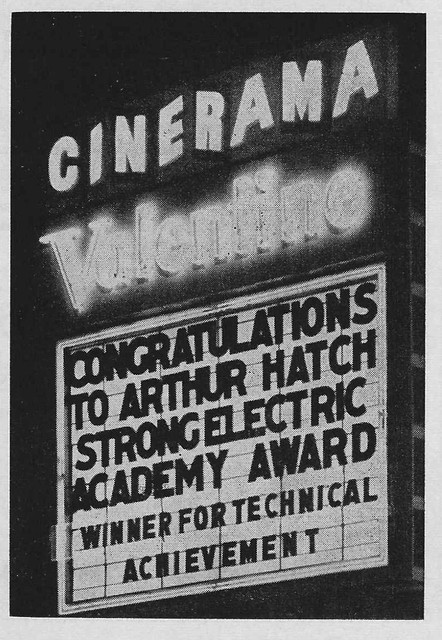 CINERAMA
Valentine
CONGRATULATIONS
TO ARTHUR HATCH
STRONG ELECTRIC
ACADEMY AWARD
WINNER FOR TECHNICAL
ACHIEVEMENT